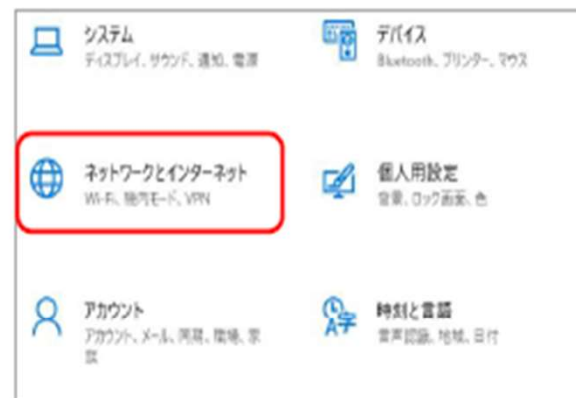 システム
ディスプレイ、サウンド、通知、電源
デバイス
Bluetooth、プリンター、マウス
ネットワークとインターネット
Wi-Fi、機内モード、VPN
個人用設定
背景、ロック画面、色
アカウント
アカウント、メール、同期、職場、家
族
時刻と言語
音声認識、地域、日付